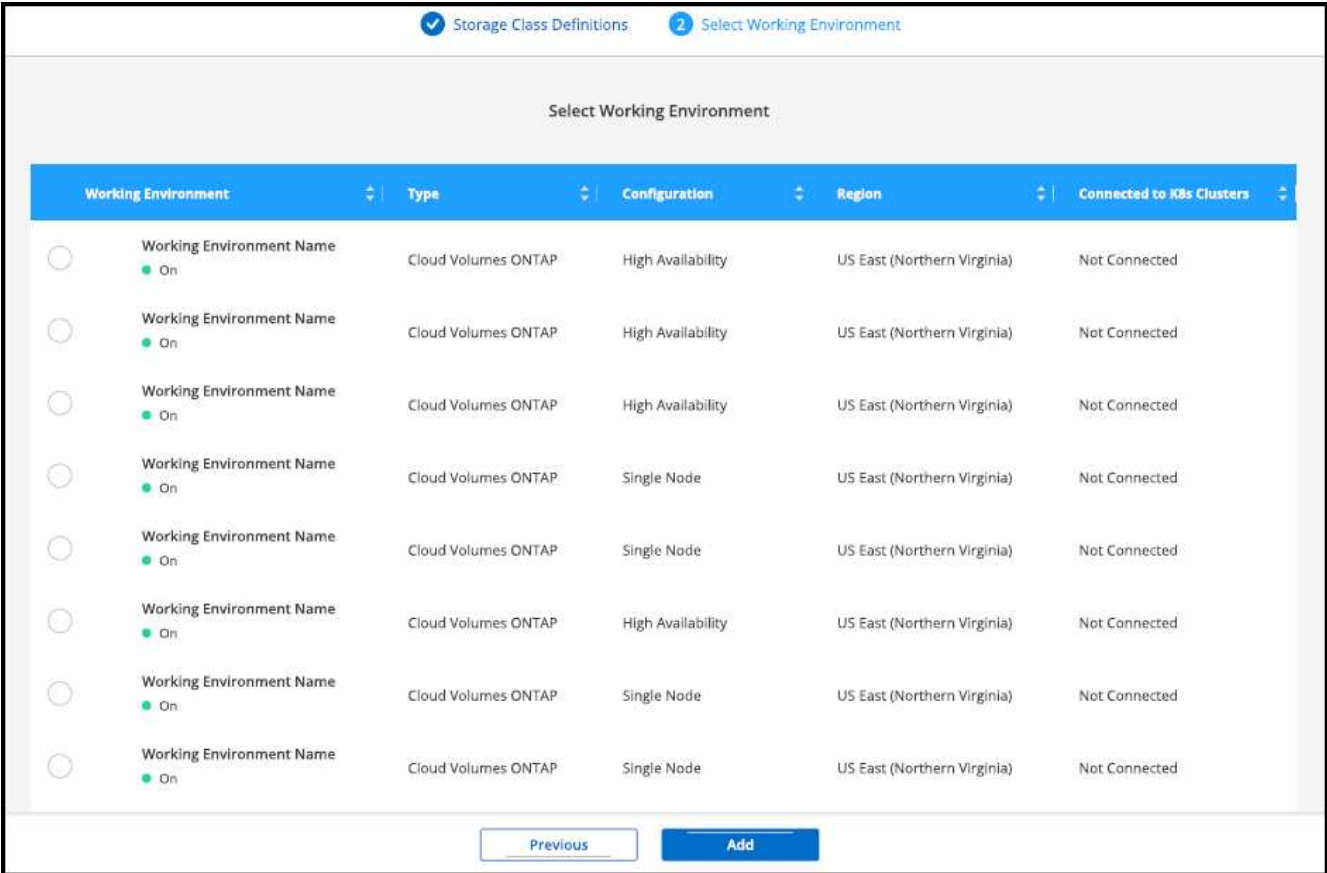 Storage Class Definitions 2 Select Working Environment
Select Working Environment
Working Environment Type Configuration Region Connected to K8s Clusters
Working Environment Name
On
Cloud Volumes ONTAP High Availability US East (Northern Virginia) Not Connected
Working Environment Name
On
Cloud Volumes ONTAP High Availability US East (Northern Virginia) Not Connected
Working Environment Name
On
Cloud Volumes ONTAP High Availability US East (Northern Virginia) Not Connected
Working Environment Name
On
Cloud Volumes ONTAP Single Node US East (Northern Virginia) Not Connected
Working Environment Name
On
Cloud Volumes ONTAP Single Node US East (Northern Virginia) Not Connected
Working Environment Name
On
Cloud Volumes ONTAP High Availability US East (Northern Virginia) Not Connected
Working Environment Name
On
Cloud Volumes ONTAP Single Node US East (Northern Virginia) Not Connected
Working Environment Name
On
Cloud Volumes ONTAP Single Node US East (Northern Virginia) Not Connected
Previous Add